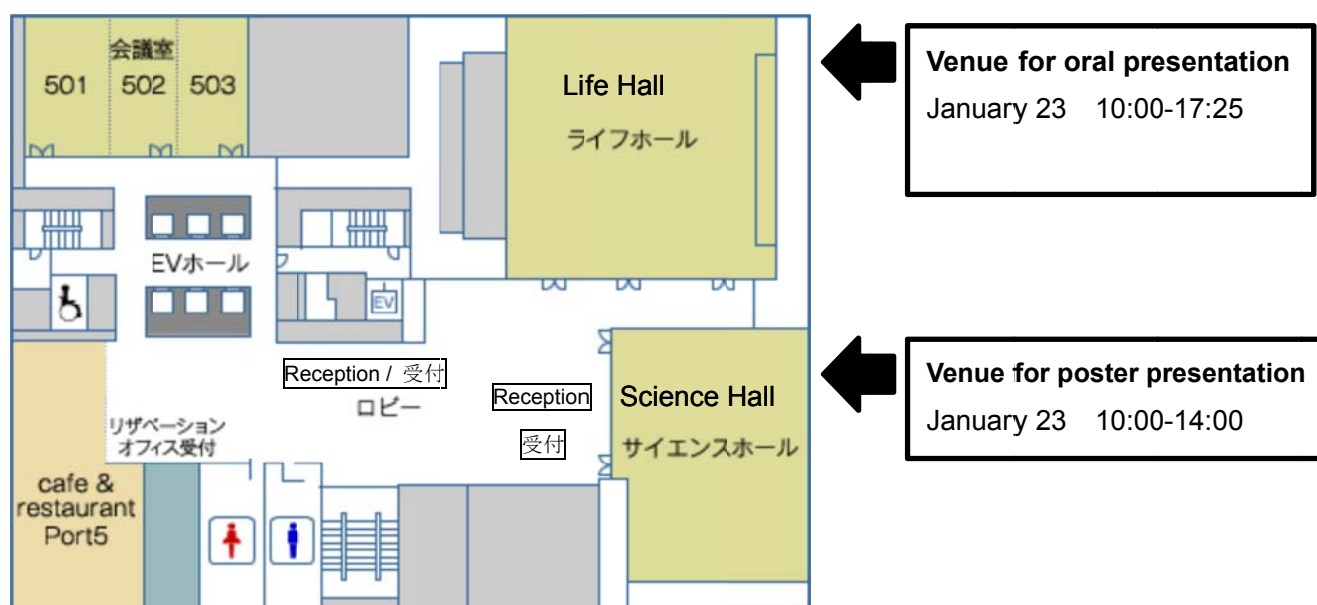 会議室
501 502 503
Life Hall
ライフホール
Venue for oral presentation
January 23 10:00-17:25
EVホール
EV
Reception / 受付
ロビー
Reception
受付
Science Hall
サイエンスホール
Venue for poster presentation
January 23 10:00-14:00
リザベーション
オフィス受付
cafe &
restaurant
Port5